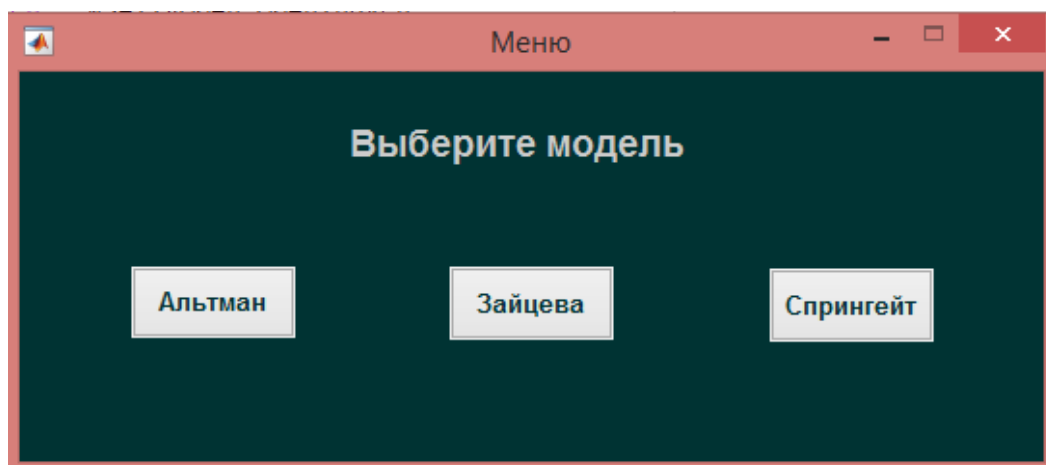 Меню
Выберите модель
Альтман
Зайцева
Спрингейт